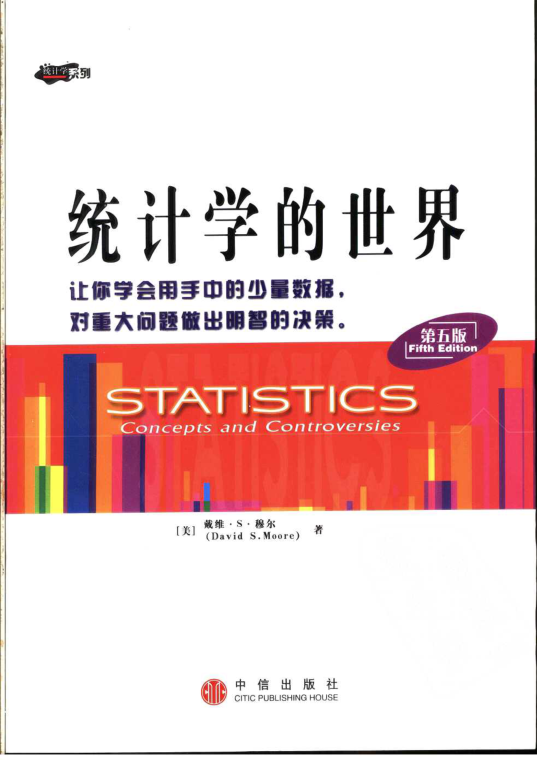 统计学系列
统计学的世界
让你学会用手中的少量数据，
对重大问题做出明智的决策。
第五版
Fifth Edition
STATISTICS
Concepts and Controversies
STATISTICS
[美] 戴维·S·穆尔 著
(David S.Moore)
中信出版社
CITIC PUBLISHING HOUSE